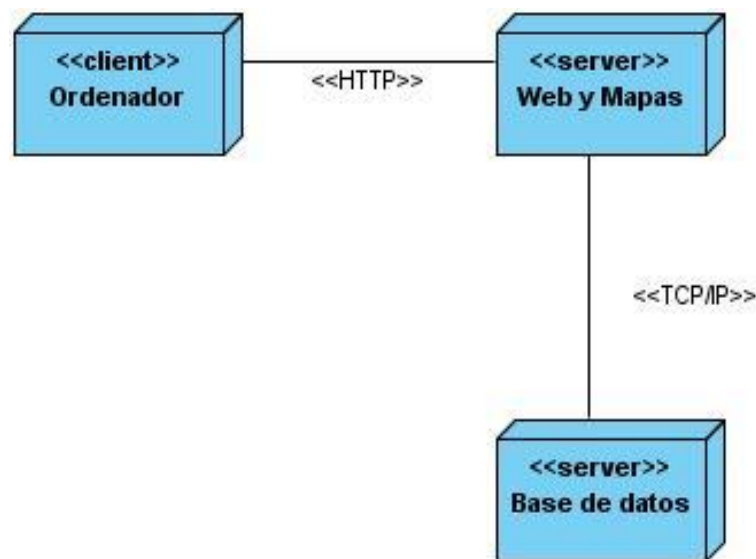 <<client>>
Ordenador
<<HTTP>>
<<server>>
Web y Mapas
<<TCP/IP>>
<<server>>
Base de datos